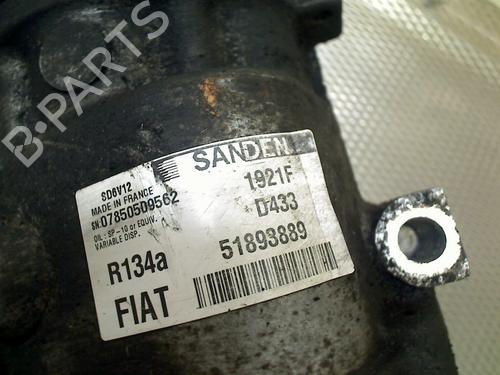 B-PARTS
SANDEN
SD6V12
MADE IN FRANCE
SN 07850509562
OIL : SP-10 or EQUIV.
VARIABLE DISP.
R134a
FIAT
1921F
D433
51893889